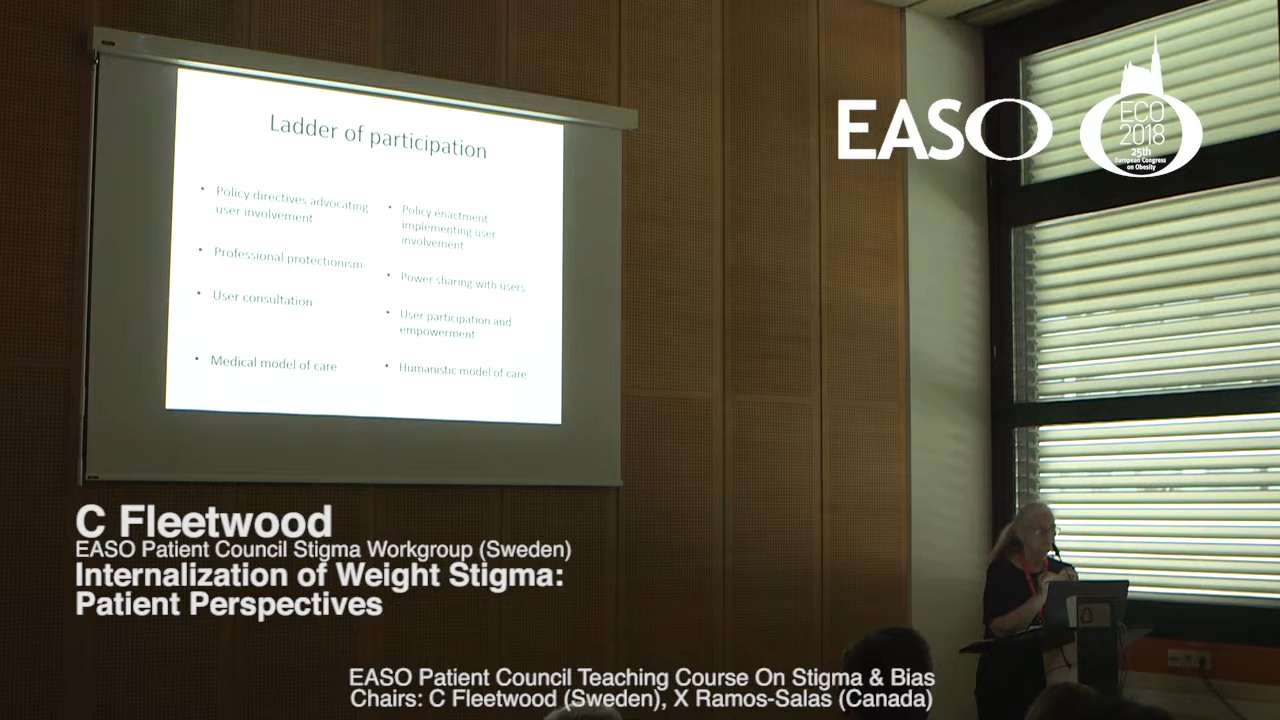 Ladder of participation
• Policy directives advocating
user involvement
• Professional protectionism
• User consultation
• Medical model of care
• Policy enactment
implementing user
involvement
• Power sharing with users
• User participation and
empowerment
• Humanistic model of care
EASO
ECO
2018
25th
European Congress
on Obesity
C Fleetwood
EASO Patient Council Stigma Workgroup (Sweden)
Internalization of Weight Stigma:
Patient Perspectives
EASO Patient Council Teaching Course On Stigma & Bias
Chairs: C Fleetwood (Sweden), X Ramos-Salas (Canada)